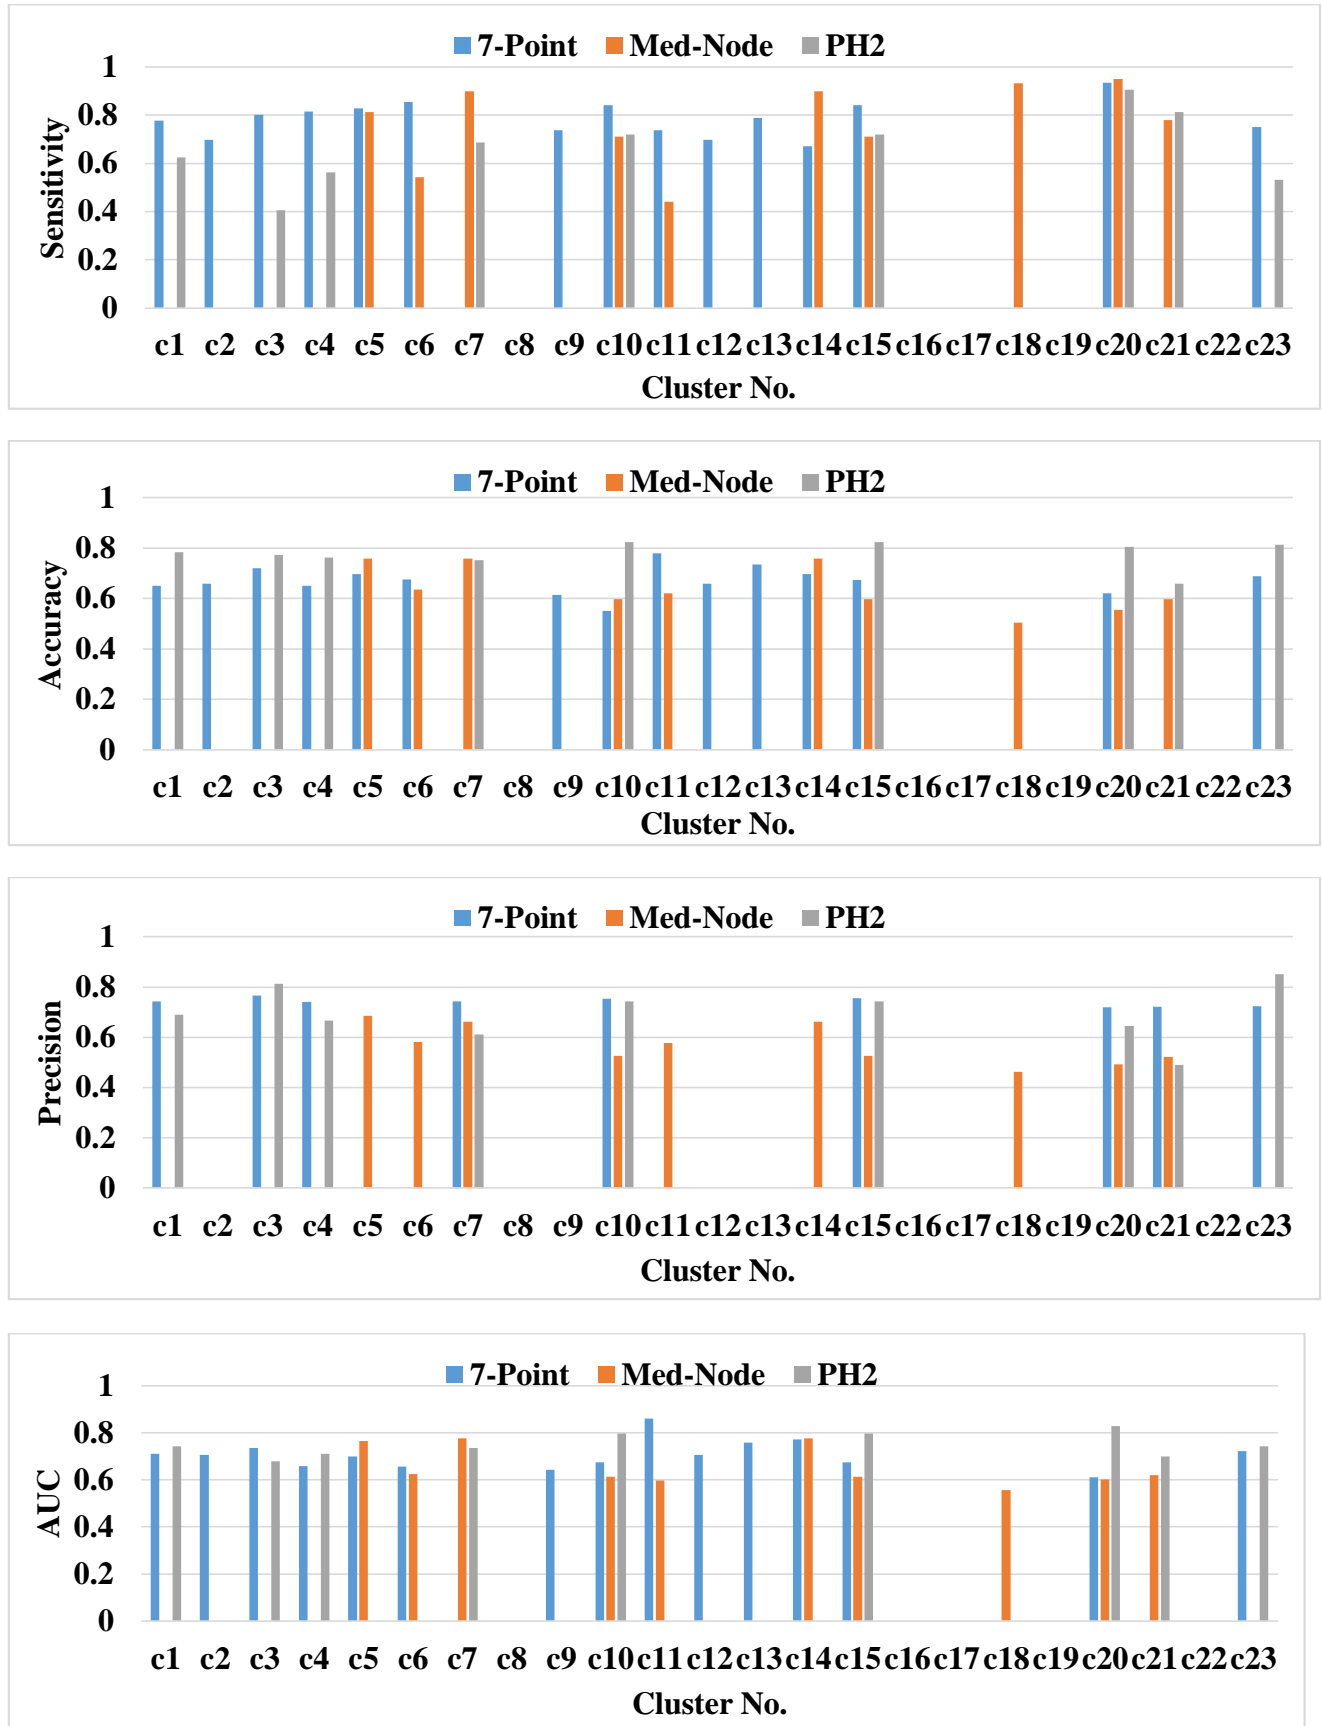 7-Point Med-Node PH2
1
0.8
0.6
0.4
0.2
0
Sensitivity
c1 c2 c3 c4 c5 c6 c7 c8 c9 c10 c11 c12 c13 c14 c15 c16 c17 c18 c19 c20 c21 c22 c23
Cluster No.
7-Point Med-Node PH2
1
0.8
0.6
0.4
0.2
0
Accuracy
c1 c2 c3 c4 c5 c6 c7 c8 c9 c10 c11 c12 c13 c14 c15 c16 c17 c18 c19 c20 c21 c22 c23
Cluster No.
7-Point Med-Node PH2
1
0.8
0.6
0.4
0.2
0
Precision
c1 c2 c3 c4 c5 c6 c7 c8 c9 c10 c11 c12 c13 c14 c15 c16 c17 c18 c19 c20 c21 c22 c23
Cluster No.
7-Point Med-Node PH2
1
0.8
0.6
0.4
0.2
0
AUC
c1 c2 c3 c4 c5 c6 c7 c8 c9 c10 c11 c12 c13 c14 c15 c16 c17 c18 c19 c20 c21 c22 c23
Cluster No.